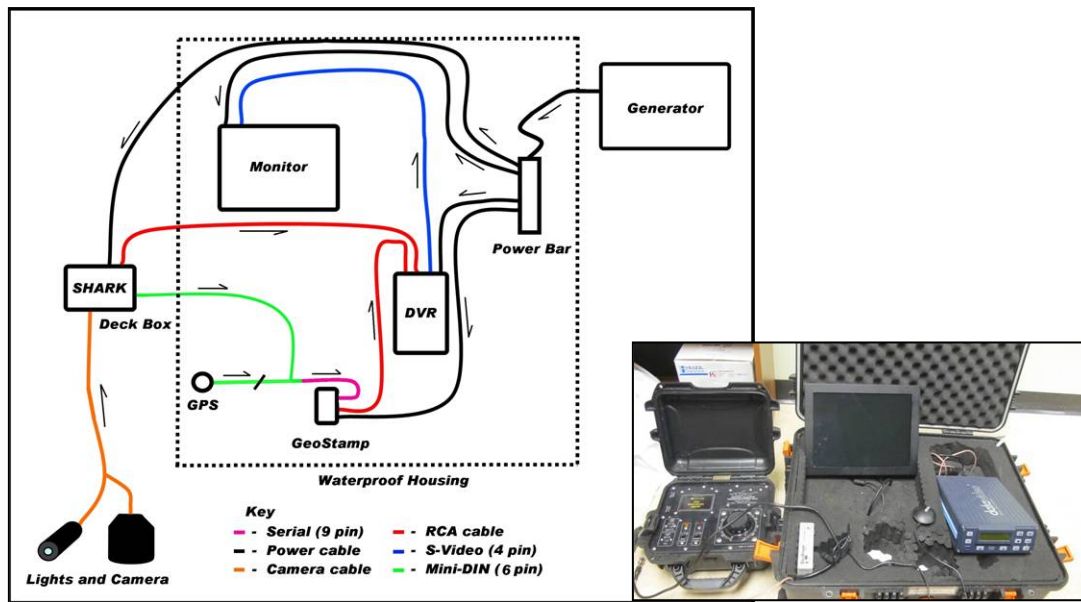 Generator
Monitor
Power Bar
SHARK
Deck Box
DVR
GPS
GeoStamp
Waterproof Housing
Lights and Camera
Key
- Serial (9 pin)
- Power cable
- Camera cable
- RCA cable
- S-Video (4 pin)
- Mini-DIN (6 pin)